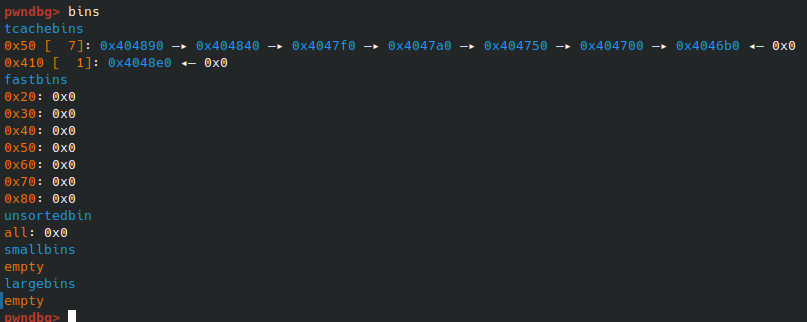 pwndbg> bins
tcachebins
0x50 [  7]: 0x404890 —▸ 0x404840 —▸ 0x4047f0 —▸ 0x4047a0 —▸ 0x404750 —▸ 0x404700 —▸ 0x4046b0 ◂— 0x0
0x410 [  1]: 0x4048e0 ◂— 0x0
fastbins
0x20: 0x0
0x30: 0x0
0x40: 0x0
0x50: 0x0
0x60: 0x0
0x70: 0x0
0x80: 0x0
unsortedbin
all: 0x0
smallbins
empty
largebins
empty
pwndbg>